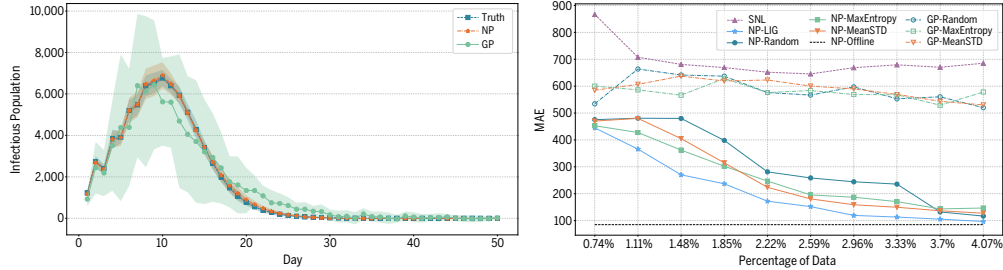 10,000
8,000
6,000
4,000
2,000
0
Infectious Population
0
10
20
30
40
50
Day
Truth
NP
GP
900
800
700
600
500
400
300
200
100
MAE
0.74%
1.11%
1.48%
1.85%
2.22%
2.59%
2.96%
3.33%
3.7%
4.07%
Percentage of Data
SNL
NP-LIG
NP-Random
NP-MaxEntropy
NP-MeanSTD
NP-Offline
GP-Random
GP-MaxEntropy
GP-MeanSTD